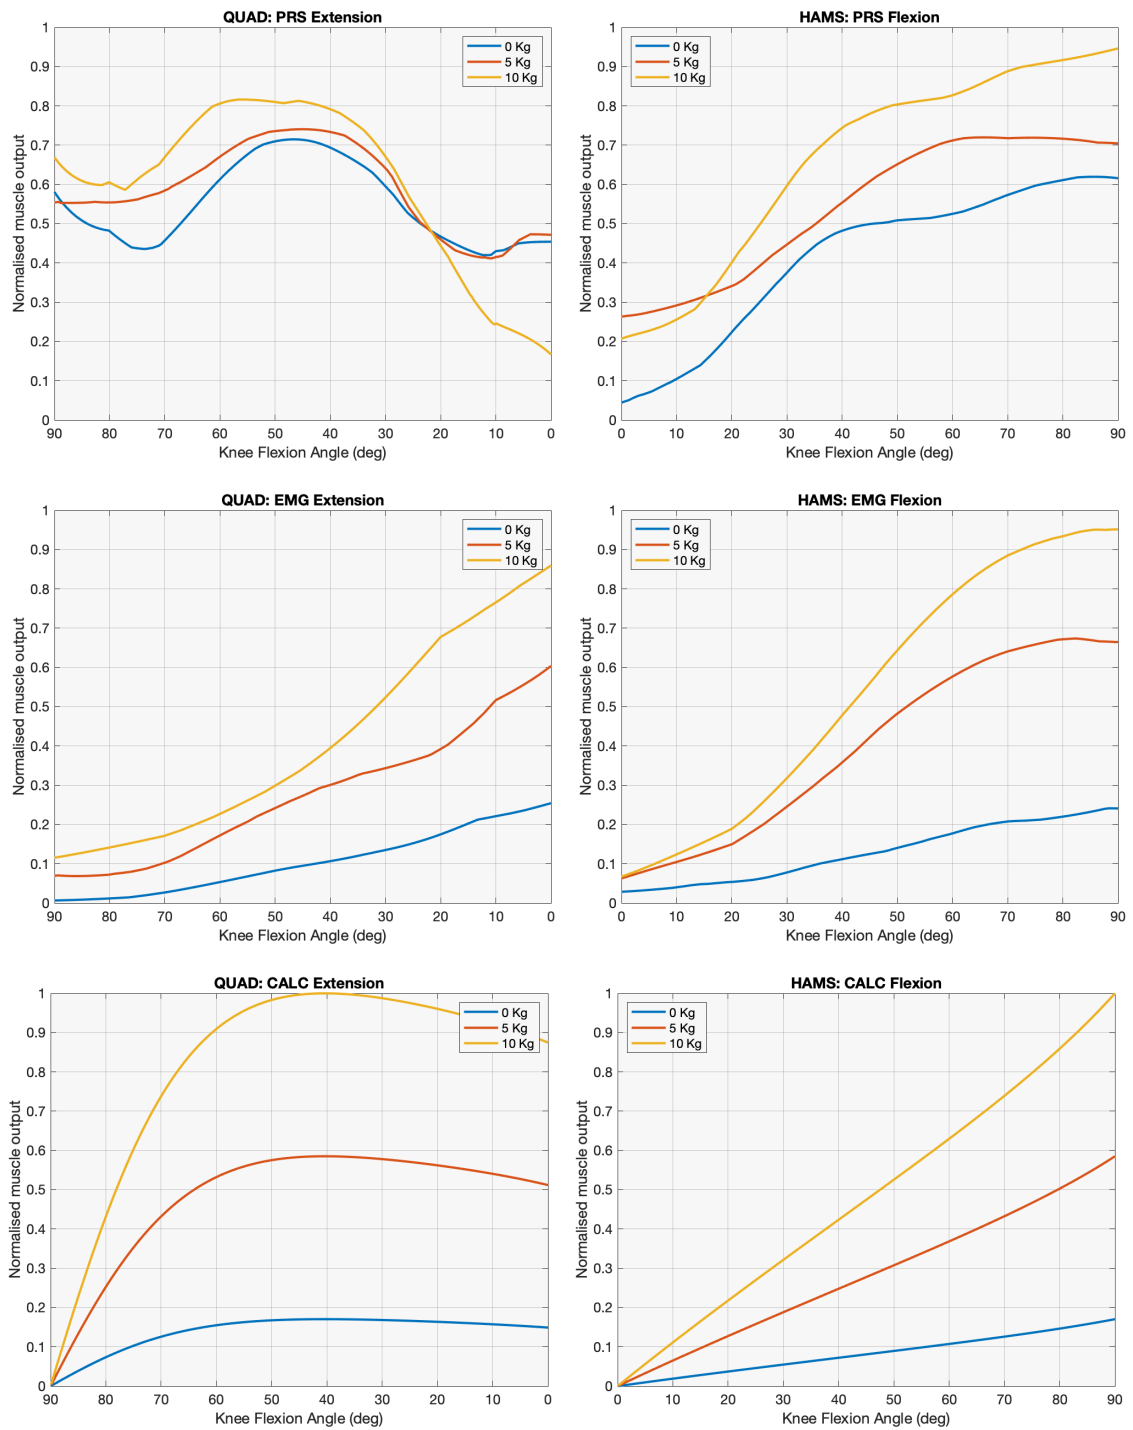 QUAD: PRS Extension
1
0.9
0.8
0.7
0.6
0.5
0.4
0.3
0.2
0.1
0
Normalised muscle output
0 Kg
5 Kg
10 Kg
90 80 70 60 50 40 30 20 10 0
Knee Flexion Angle (deg)
HAMS: PRS Flexion
1
0.9
0.8
0.7
0.6
0.5
0.4
0.3
0.2
0.1
0
Normalised muscle output
0 Kg
5 Kg
10 Kg
0 10 20 30 40 50 60 70 80 90
Knee Flexion Angle (deg)
QUAD: EMG Extension
1
0.9
0.8
0.7
0.6
0.5
0.4
0.3
0.2
0.1
0
Normalised muscle output
0 Kg
5 Kg
10 Kg
90 80 70 60 50 40 30 20 10 0
Knee Flexion Angle (deg)
HAMS: EMG Flexion
1
0.9
0.8
0.7
0.6
0.5
0.4
0.3
0.2
0.1
0
Normalised muscle output
0 Kg
5 Kg
10 Kg
0 10 20 30 40 50 60 70 80 90
Knee Flexion Angle (deg)
QUAD: CALC Extension
1
0.9
0.8
0.7
0.6
0.5
0.4
0.3
0.2
0.1
0
Normalised muscle output
0 Kg
5 Kg
10 Kg
90 80 70 60 50 40 30 20 10 0
Knee Flexion Angle (deg)
HAMS: CALC Flexion
1
0.9
0.8
0.7
0.6
0.5
0.4
0.3
0.2
0.1
0
Normalised muscle output
0 Kg
5 Kg
10 Kg
0 10 20 30 40 50 60 70 80 90
Knee Flexion Angle (deg)